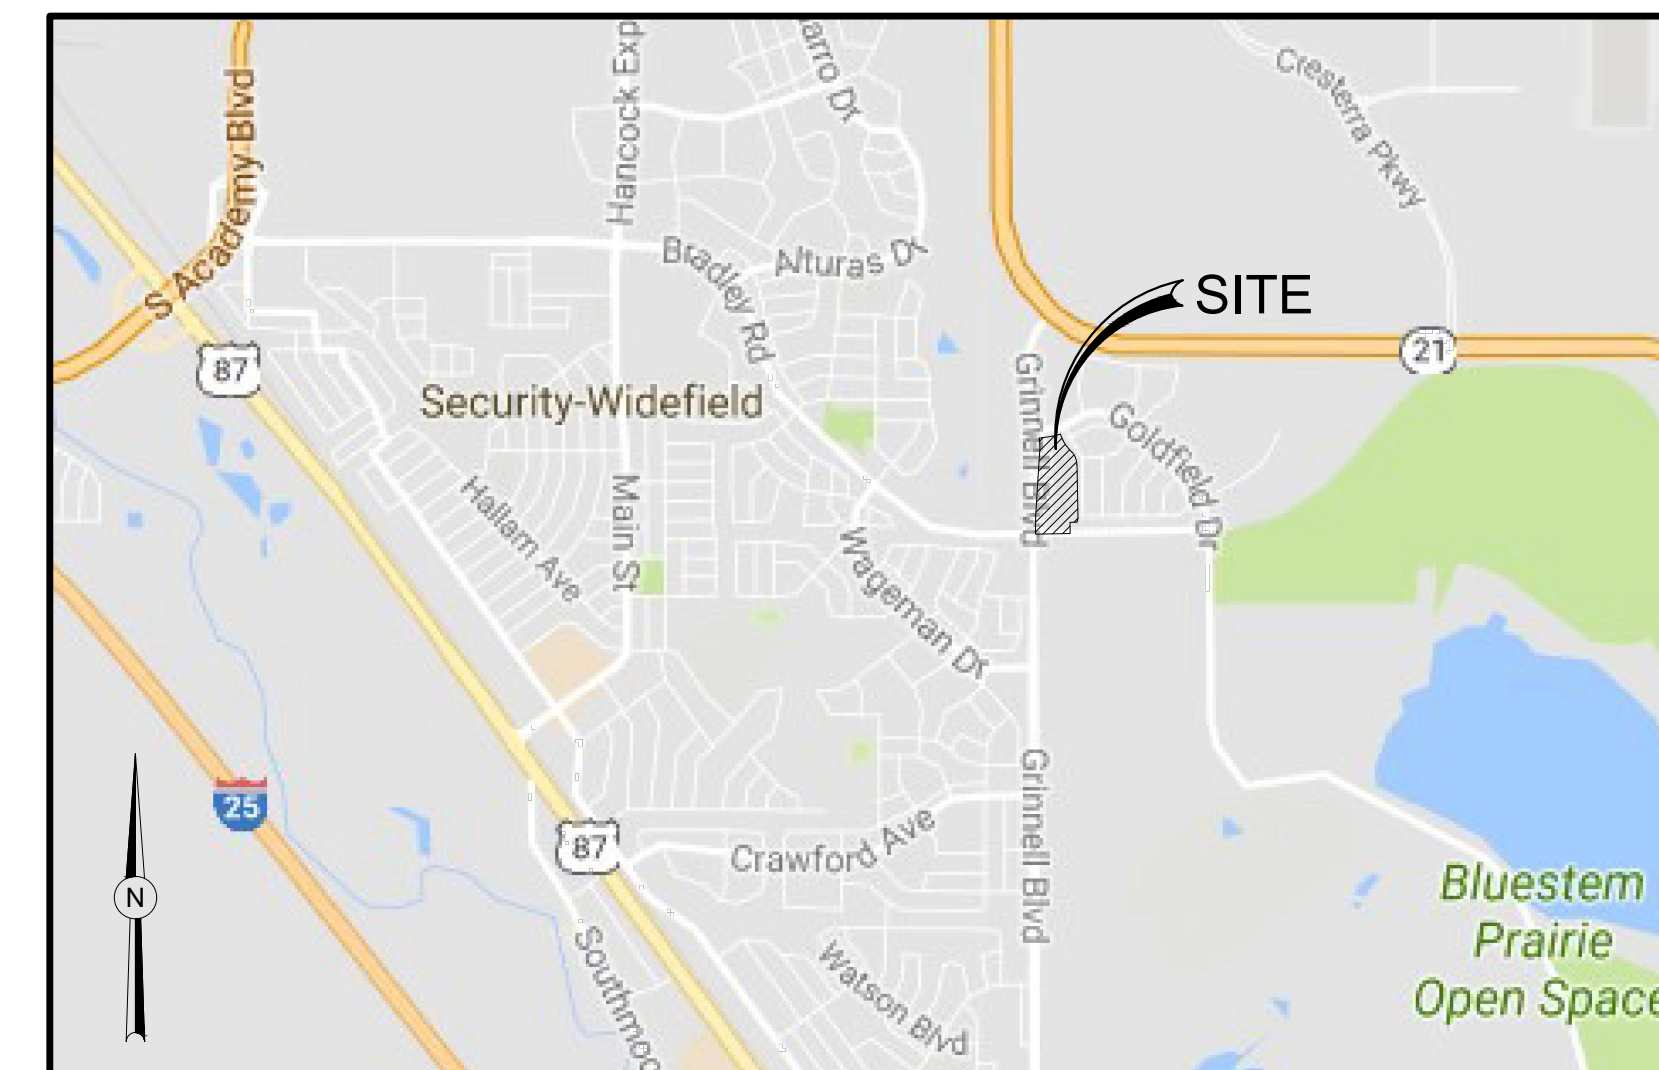 Hancock Exp
arro Dr
Cresterra Pkwy
S Academy Blvd
Bradley Rd
Alturas Dr
SITE
87
21
Security-Widefield
Grinnell Blvd
Goldfield Dr
Hallam Ave
Main St
Wageman Dr
25
87
Crawford Ave
Grinnell Blvd
N
Bluestem
Prairie
Open Space
Southmoo
Watson Blvd